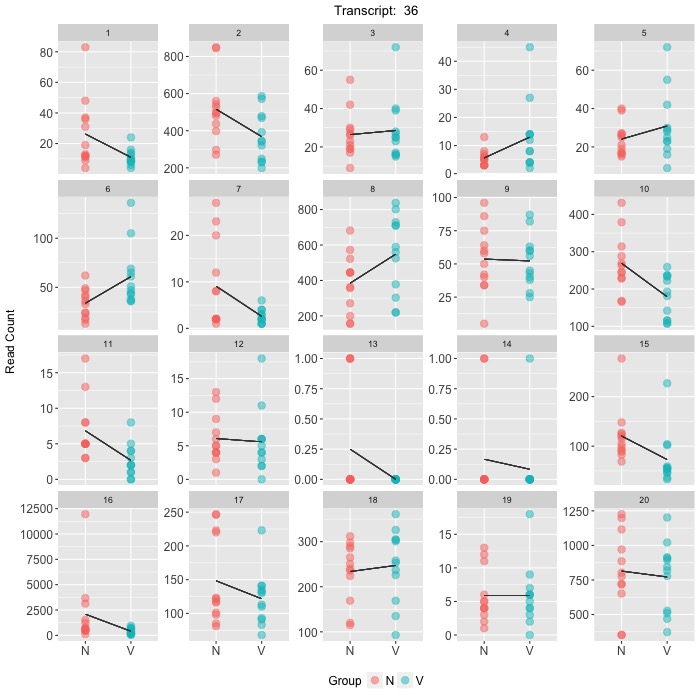 Transcript: 36
1 2 3 4 5
80 60 40 20
800 600 400 200
60 40 20
40 30 20 10 0
60 40 20
6 7 8 9 10
100 50
20 10 0
800 600 400 200
100 75 50 25
400 300 200 100
Read Count
11 12 13 14 15
15 10 5 0
15 10 5 0
1.00 0.75 0.50 0.25 0.00
1.00 0.75 0.50 0.25 0.00
200 100
16 17 18 19 20
12500 10000 7500 5000 2500 0
250 200 150 100
300 200 100
15 10 5 0
1250 1000 750 500
N V N V N V N V N V
Group N V